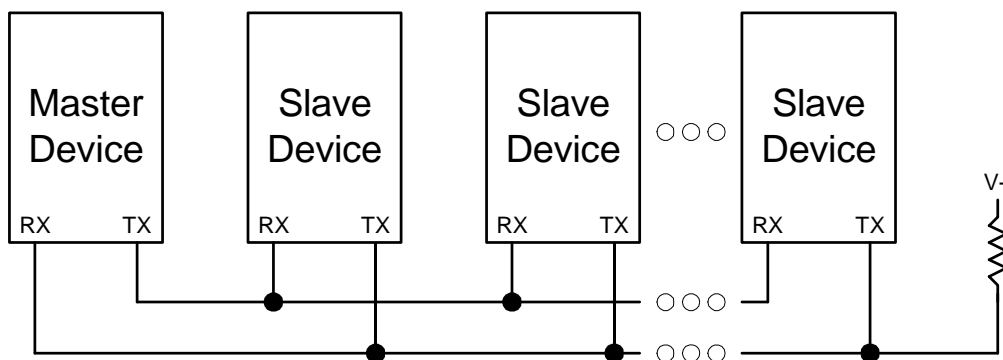 Master
Device
Slave
Device
Slave
Device
Slave
Device
RX TX
RX TX
RX TX
RX TX